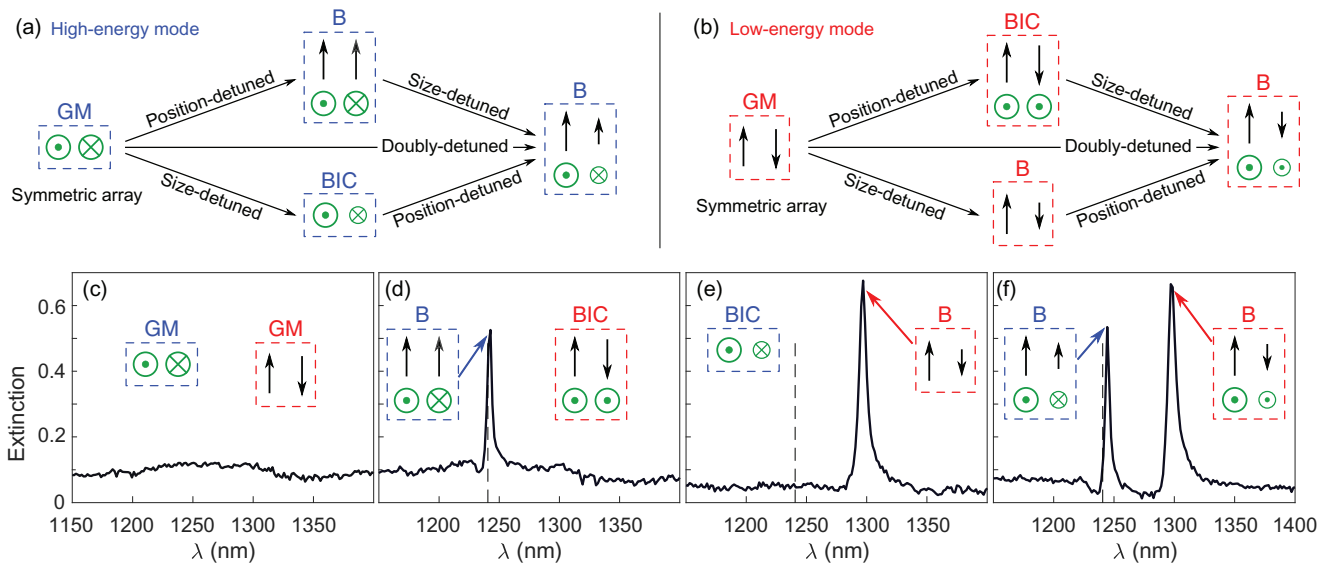 (a) High-energy mode
B
Position-detuned
Size-detuned
GM
B
Doubly-detuned
Symmetric array
BIC
Size-detuned
Position-detuned
(b) Low-energy mode
BIC
Position-detuned
Size-detuned
GM
B
Doubly-detuned
Symmetric array
B
Size-detuned
Position-detuned
Extinction
0.6
0.4
0.2
0
(c)
GM
GM
1150 1200 1250 1300 1350
λ (nm)
(d)
B
BIC
1200 1250 1300 1350
λ (nm)
(e)
BIC
B
1200 1250 1300 1350
λ (nm)
(f)
B
B
1200 1250 1300 1350 1400
λ (nm)